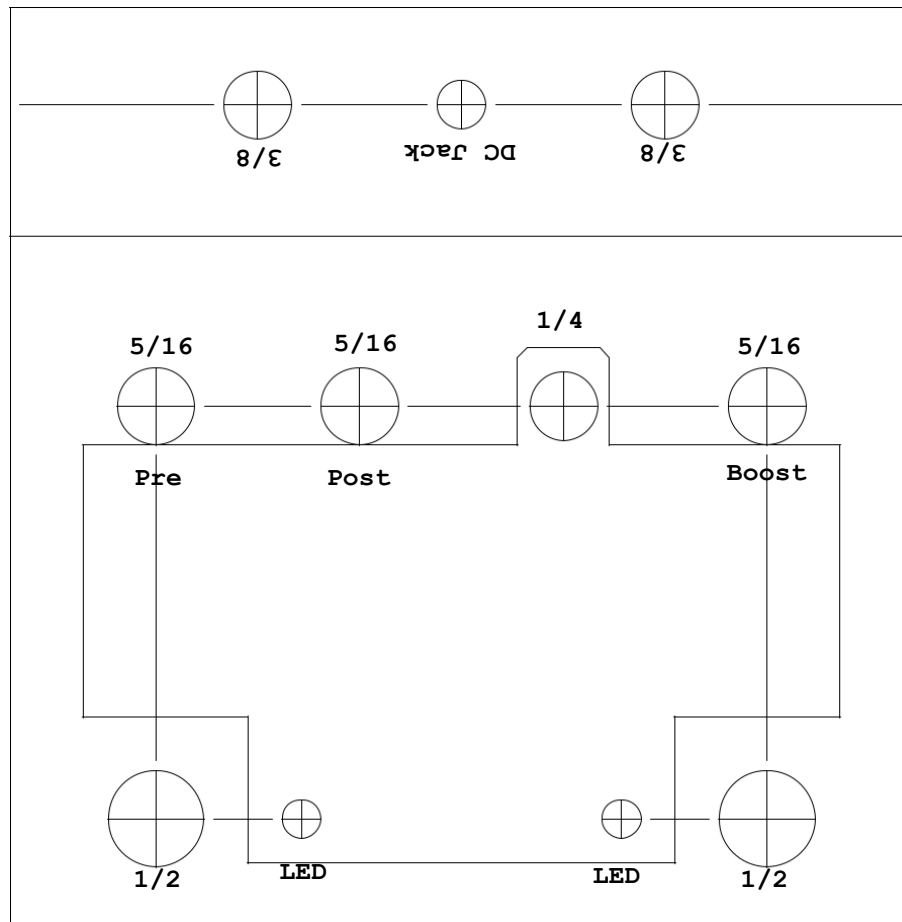 3/8
DC Jack
3/8
1/4
5/16
5/16
5/16
Pre
Post
Boost
LED
LED
1/2
1/2